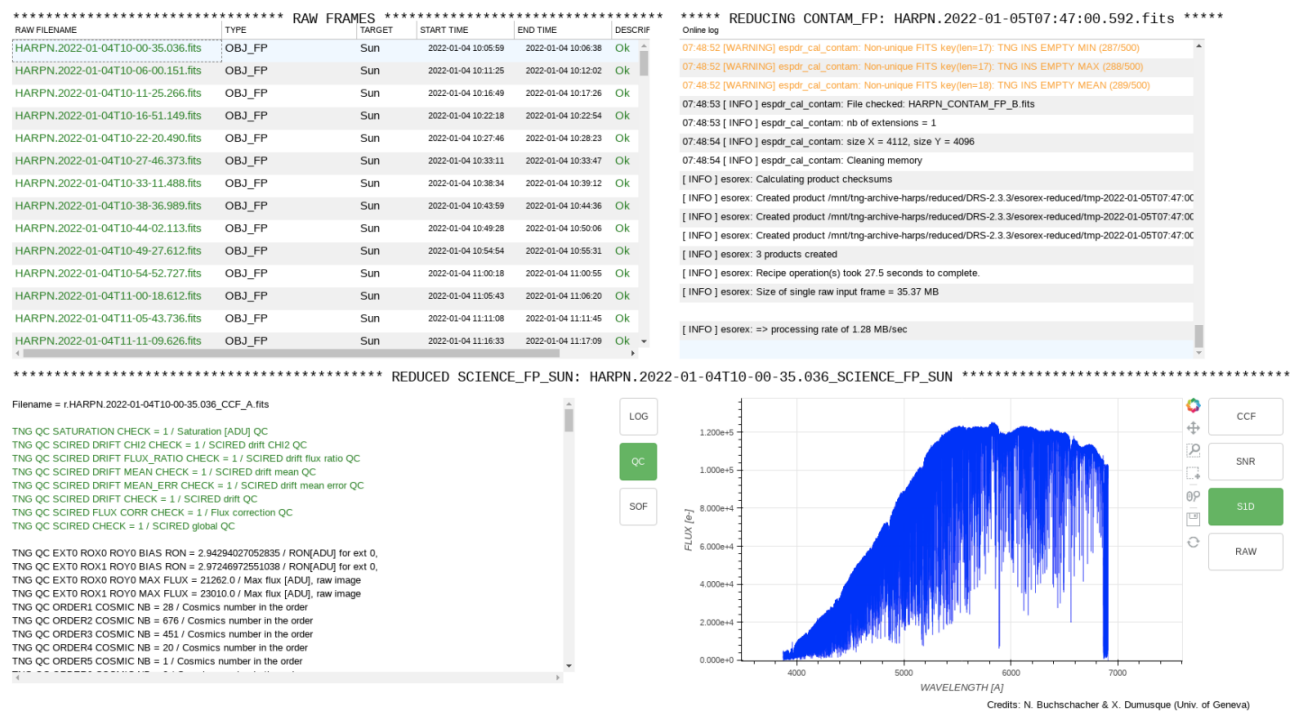 ********************************* RAW FRAMES **********************************
RAW FILENAME TYPE TARGET START TIME END TIME DESCRIF
HARPN.2022-01-04T10-00-35.036.fits OBJ_FP Sun 2022-01-04 10:05:59 2022-01-04 10:06:38 Ok
HARPN.2022-01-04T10-06-00.151.fits OBJ_FP Sun 2022-01-04 10:11:25 2022-01-04 10:12:02 Ok
HARPN.2022-01-04T10-11-25.266.fits OBJ_FP Sun 2022-01-04 10:16:49 2022-01-04 10:17:26 Ok
HARPN.2022-01-04T10-16-51.149.fits OBJ_FP Sun 2022-01-04 10:22:18 2022-01-04 10:22:54 Ok
HARPN.2022-01-04T10-22-20.490.fits OBJ_FP Sun 2022-01-04 10:27:46 2022-01-04 10:28:23 Ok
HARPN.2022-01-04T10-27-46.373.fits OBJ_FP Sun 2022-01-04 10:33:11 2022-01-04 10:33:47 Ok
HARPN.2022-01-04T10-33-11.488.fits OBJ_FP Sun 2022-01-04 10:38:34 2022-01-04 10:39:12 Ok
HARPN.2022-01-04T10-38-36.989.fits OBJ_FP Sun 2022-01-04 10:43:59 2022-01-04 10:44:36 Ok
HARPN.2022-01-04T10-44-02.113.fits OBJ_FP Sun 2022-01-04 10:49:28 2022-01-04 10:50:06 Ok
HARPN.2022-01-04T10-49-27.612.fits OBJ_FP Sun 2022-01-04 10:54:54 2022-01-04 10:55:31 Ok
HARPN.2022-01-04T10-54-52.727.fits OBJ_FP Sun 2022-01-04 11:00:18 2022-01-04 11:00:55 Ok
HARPN.2022-01-04T11-00-18.612.fits OBJ_FP Sun 2022-01-04 11:05:43 2022-01-04 11:06:20 Ok
HARPN.2022-01-04T11-05-43.736.fits OBJ_FP Sun 2022-01-04 11:11:08 2022-01-04 11:11:45 Ok
HARPN.2022-01-04T11-11-09.626.fits OBJ_FP Sun 2022-01-04 11:16:33 2022-01-04 11:17:09 Ok
***** REDUCING CONTAM_FP: HARPN.2022-01-05T07:47:00.592.fits *****
Online log
07:48:52 [WARNING] espdr_cal_contam: Non-unique FITS key(len=17): TNG INS EMPTY MIN (287/500)
07:48:52 [WARNING] espdr_cal_contam: Non-unique FITS key(len=17): TNG INS EMPTY MAX (288/500)
07:48:52 [WARNING] espdr_cal_contam: Non-unique FITS key(len=18): TNG INS EMPTY MEAN (289/500)
07:48:53 [ INFO ] espdr_cal_contam: File checked: HARPN_CONTAM_FP_B.fits
07:48:53 [ INFO ] espdr_cal_contam: nb of extensions = 1
07:48:54 [ INFO ] espdr_cal_contam: size X = 4112, size Y = 4096
07:48:54 [ INFO ] espdr_cal_contam: Cleaning memory
[ INFO ] esorex: Calculating product checksums
[ INFO ] esorex: Created product /mnt/tng-archive-harps/reduced/DRS-2.3.3/esorex-reduced/tmp-2022-01-05T07:47:00
[ INFO ] esorex: Created product /mnt/tng-archive-harps/reduced/DRS-2.3.3/esorex-reduced/tmp-2022-01-05T07:47:00
[ INFO ] esorex: Created product /mnt/tng-archive-harps/reduced/DRS-2.3.3/esorex-reduced/tmp-2022-01-05T07:47:00
[ INFO ] esorex: 3 products created
[ INFO ] esorex: Recipe operation(s) took 27.5 seconds to complete.
[ INFO ] esorex: Size of single raw input frame = 35.37 MB
[ INFO ] esorex: => processing rate of 1.28 MB/sec
********************************************* REDUCED SCIENCE_FP_SUN: HARPN.2022-01-04T10-00-35.036_SCIENCE_FP_SUN ****************************************
Filename = r.HARPN.2022-01-04T10-00-35.036_CCF_A.fits
TNG QC SATURATION CHECK = 1 / Saturation [ADU] QC
TNG QC SCIRED DRIFT CHI2 CHECK = 1 / SCIRED drift CHI2 QC
TNG QC SCIRED DRIFT FLUX_RATIO CHECK = 1 / SCIRED drift flux ratio QC
TNG QC SCIRED DRIFT MEAN CHECK = 1 / SCIRED drift mean QC
TNG QC SCIRED DRIFT MEAN_ERR CHECK = 1 / SCIRED drift mean error QC
TNG QC SCIRED DRIFT CHECK = 1 / SCIRED drift QC
TNG QC SCIRED FLUX CORR CHECK = 1 / Flux correction QC
TNG QC SCIRED CHECK = 1 / SCIRED global QC
TNG QC EXT0 ROX0 ROY0 BIAS RON = 2.94294027052835 / RON[ADU] for ext 0,
TNG QC EXT0 ROX1 ROY0 BIAS RON = 2.97246972551038 / RON[ADU] for ext 0,
TNG QC EXT0 ROX0 ROY0 MAX FLUX = 21262.0 / Max flux [ADU], raw image
TNG QC EXT0 ROX1 ROY0 MAX FLUX = 23010.0 / Max flux [ADU], raw image
TNG QC ORDER1 COSMIC NB = 28 / Cosmics number in the order
TNG QC ORDER2 COSMIC NB = 676 / Cosmics number in the order
TNG QC ORDER3 COSMIC NB = 451 / Cosmics number in the order
TNG QC ORDER4 COSMIC NB = 20 / Cosmics number in the order
TNG QC ORDER5 COSMIC NB = 1 / Cosmics number in the order
LOG
QC
SOF
FLUX [e-]
1.200e+5
1.000e+5
8.000e+4
6.000e+4
4.000e+4
2.000e+4
0.000e+0
4000 5000 6000 7000
WAVELENGTH [A]
CCF
SNR
S1D
RAW
Credits: N. Buchschacher & X. Dumusque (Univ. of Geneva)